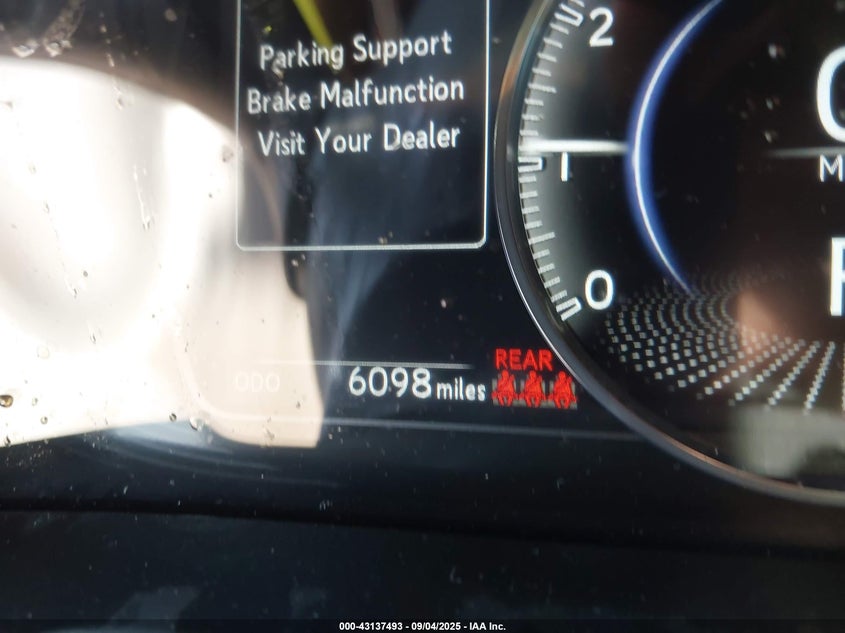 Parking Support
Brake Malfunction
Visit Your Dealer
2
1
0
ODO 6098 miles
REAR
000-43137493 - 09/04/2025 - IAA Inc.